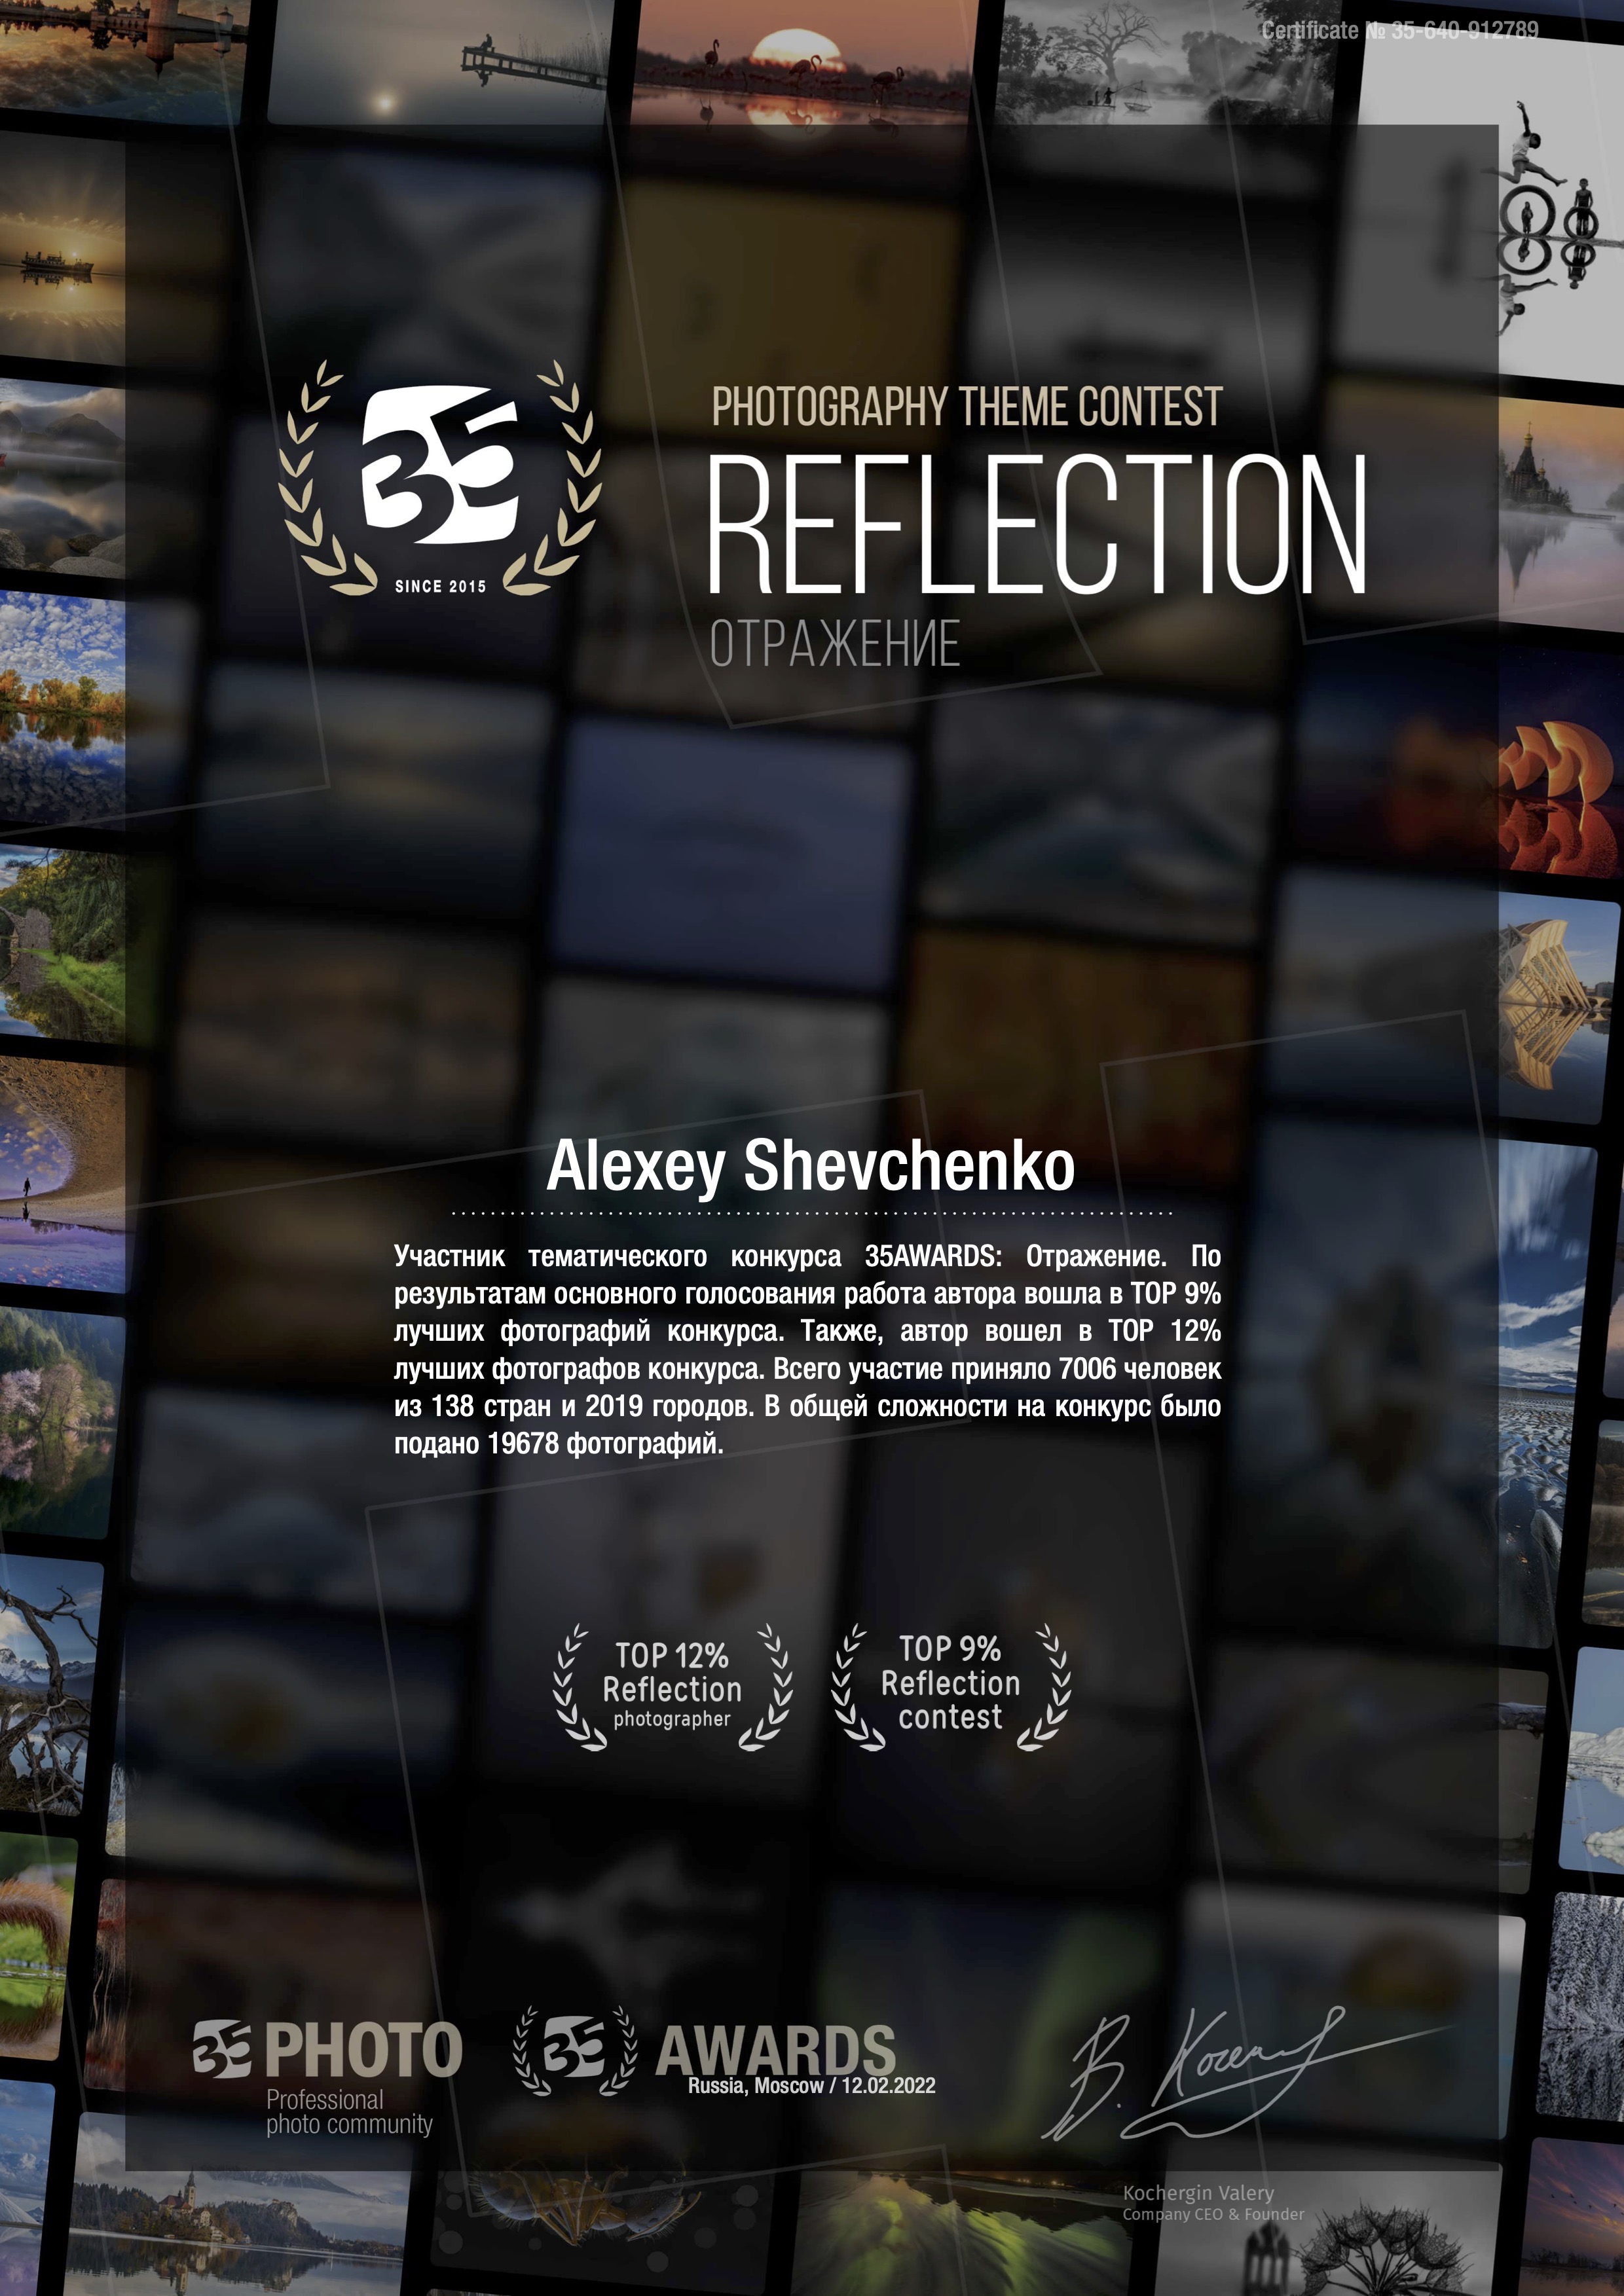 Certificate № 35-640-912789
35
SINCE 2015
PHOTOGRAPHY THEME CONTEST
REFLECTION
ОТРАЖЕНИЕ
Alexey Shevchenko
Участник тематического конкурса 35AWARDS: Отражение. По
результатам основного голосования работа автора вошла в TOP 9%
лучших фотографий конкурса. Также, автор вошел в TOP 12%
лучших фотографов конкурса. Всего участие приняло 7006 человек
из 138 стран и 2019 городов. В общей сложности на конкурс было
подано 19678 фотографий.
TOP 12%
Reflection
photographer
TOP 9%
Reflection
contest
35 PHOTO
Professional
photo community
35 AWARDS
Russia, Moscow / 12.02.2022
Kochergin Valery
Company CEO & Founder